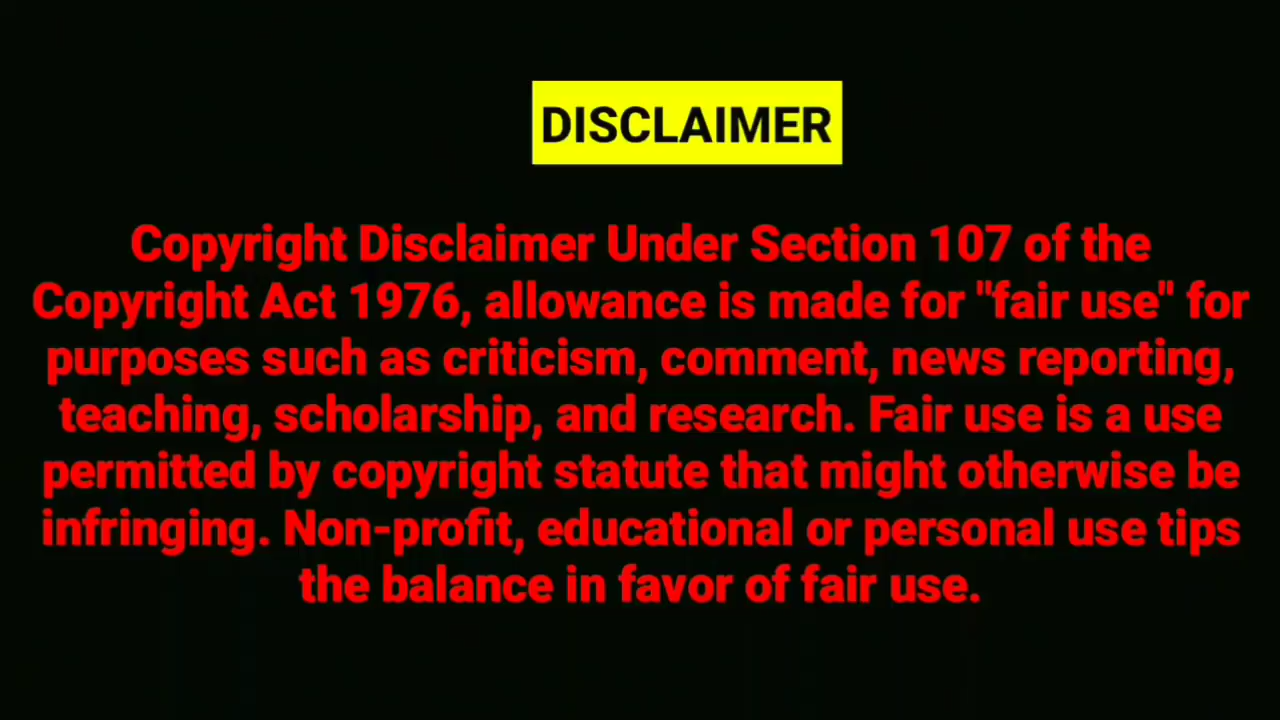 DISCLAIMER
Copyright Disclaimer Under Section 107 of the
Copyright Act 1976, allowance is made for "fair use" for
purposes such as criticism, comment, news reporting,
teaching, scholarship, and research. Fair use is a use
permitted by copyright statute that might otherwise be
infringing. Non-profit, educational or personal use tips
the balance in favor of fair use.